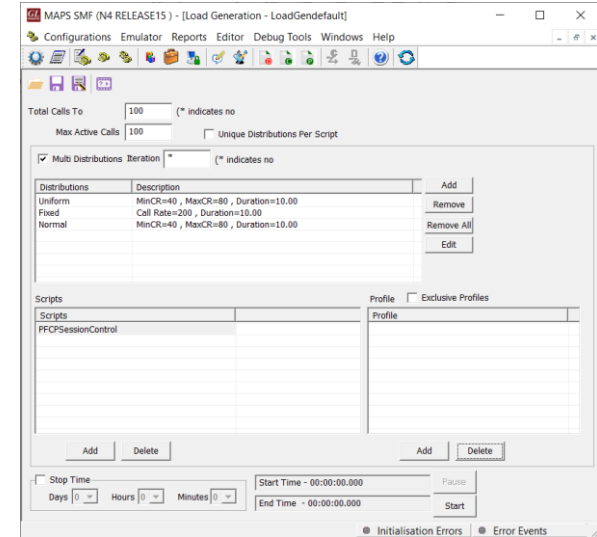 GL MAPS SMF (N4 RELEASE15 ) - [Load Generation - LoadGendefault]
Configurations Emulator Reports Editor Debug Tools Windows Help
Total Calls To 100 (* indicates no
Max Active Calls 100 Unique Distributions Per Script
Multi Distributions Iteration * (* indicates no
Distributions Description Add
Uniform MinCR=40 , MaxCR=80 , Duration=10.00
Fixed Call Rate=200 , Duration=10.00 Remove
Normal MinCR=40 , MaxCR=80 , Duration=10.00
Remove All
Edit
Scripts Profile Exclusive Profiles
Scripts Profile
PFCPSessionControl
Add Delete Add Delete
Stop Time Start Time - 00:00:00.000 Pause
Days 0 Hours 0 Minutes 0 End Time - 00:00:00.000 Start
Initialisation Errors Error Events